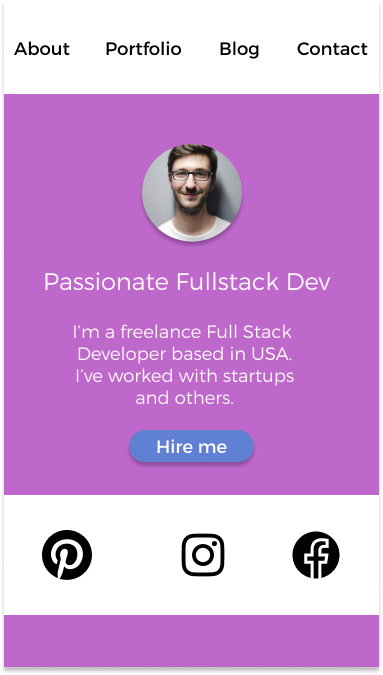 About Portfolio Blog Contact
Passionate Fullstack Dev
I'm a freelance Full Stack
Developer based in USA.
I've worked with startups
and others.
Hire me